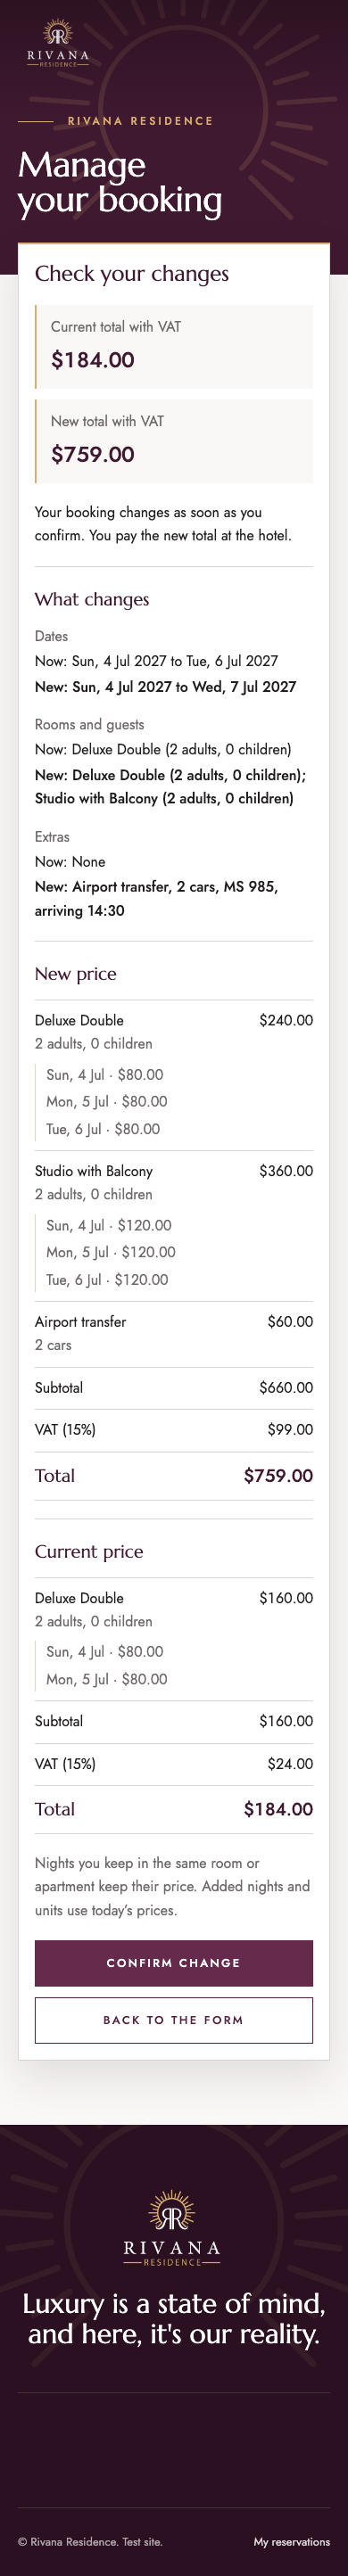 RIVANA
RESIDENCE
RIVANA RESIDENCE
Manage
your booking
Check your changes
Current total with VAT
$184.00
New total with VAT
$759.00
Your booking changes as soon as you
confirm. You pay the new total at the hotel.
What changes
Dates
Now: Sun, 4 Jul 2027 to Tue, 6 Jul 2027
New: Sun, 4 Jul 2027 to Wed, 7 Jul 2027
Rooms and guests
Now: Deluxe Double (2 adults, 0 children)
New: Deluxe Double (2 adults, 0 children);
Studio with Balcony (2 adults, 0 children)
Extras
Now: None
New: Airport transfer, 2 cars, MS 985,
arriving 14:30
New price
Deluxe Double $240.00
2 adults, 0 children
Sun, 4 Jul · $80.00
Mon, 5 Jul · $80.00
Tue, 6 Jul · $80.00
Studio with Balcony $360.00
2 adults, 0 children
Sun, 4 Jul · $120.00
Mon, 5 Jul · $120.00
Tue, 6 Jul · $120.00
Airport transfer $60.00
2 cars
Subtotal $660.00
VAT (15%) $99.00
Total $759.00
Current price
Deluxe Double $160.00
2 adults, 0 children
Sun, 4 Jul · $80.00
Mon, 5 Jul · $80.00
Subtotal $160.00
VAT (15%) $24.00
Total $184.00
Nights you keep in the same room or
apartment keep their price. Added nights and
units use today’s prices.
CONFIRM CHANGE
BACK TO THE FORM
RIVANA
RESIDENCE
Luxury is a state of mind,
and here, it's our reality.
© Rivana Residence. Test site. My reservations